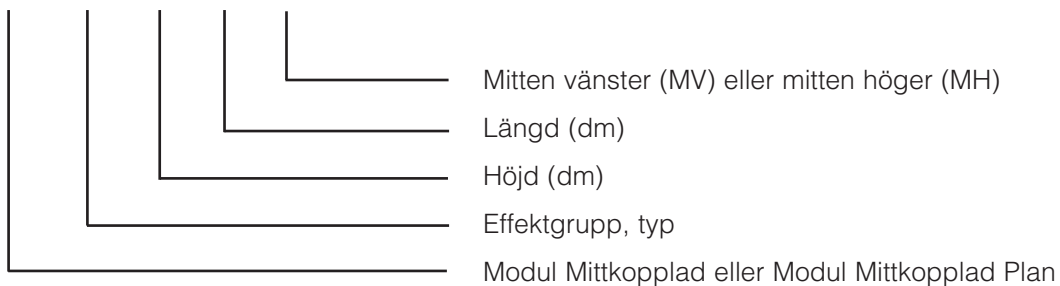 Mitten vänster (MV) eller mitten höger (MH)
Längd (dm)
Höjd (dm)
Effektgrupp, typ
Modul Mittkopplad eller Modul Mittkopplad Plan